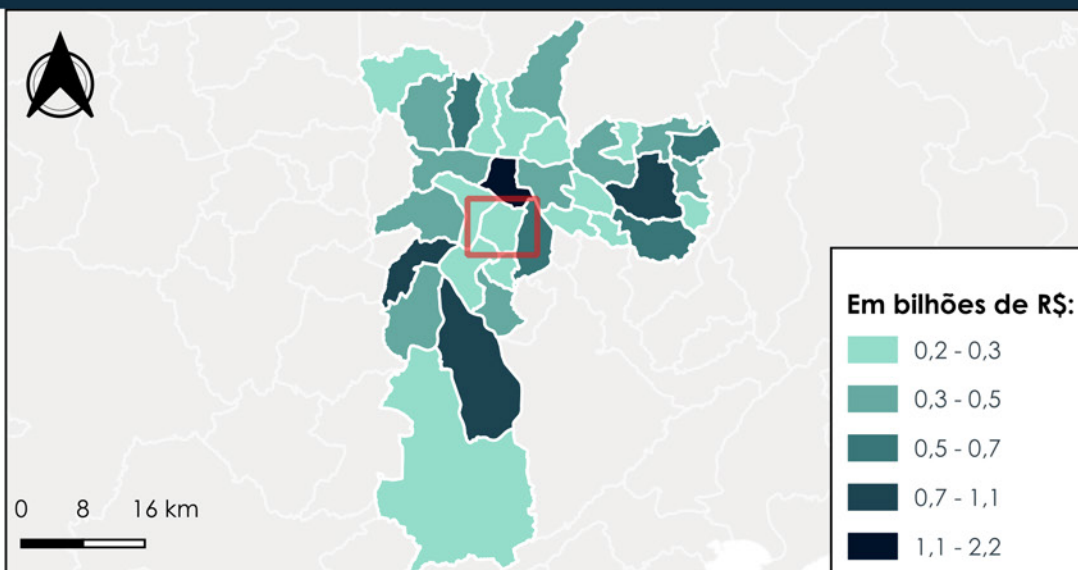 Em bilhões de R$:
0,2 - 0,3
0,3 - 0,5
0,5 - 0,7
0,7 - 1,1
1,1 - 2,2
0 8 16 km